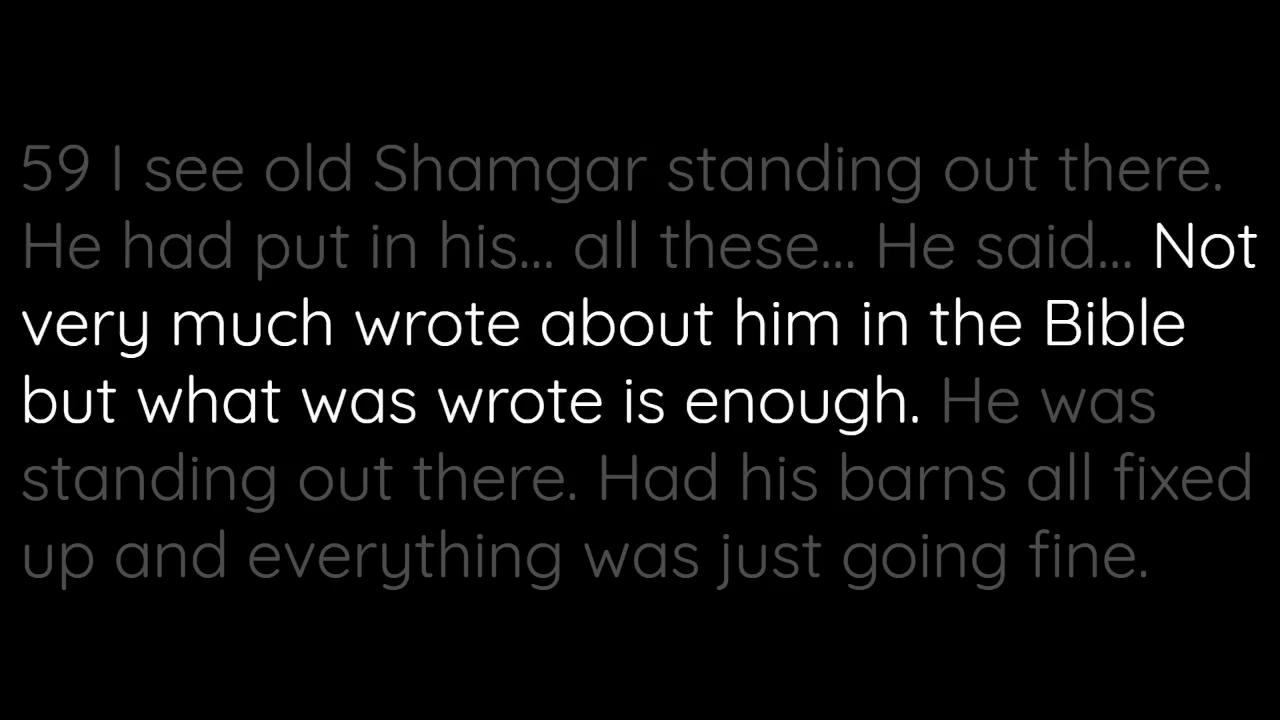 59 I see old Shamgar standing out there.
He had put in his... all these... He said... Not
very much wrote about him in the Bible
but what was wrote is enough. He was
standing out there. Had his barns all fixed
up and everything was just going fine.